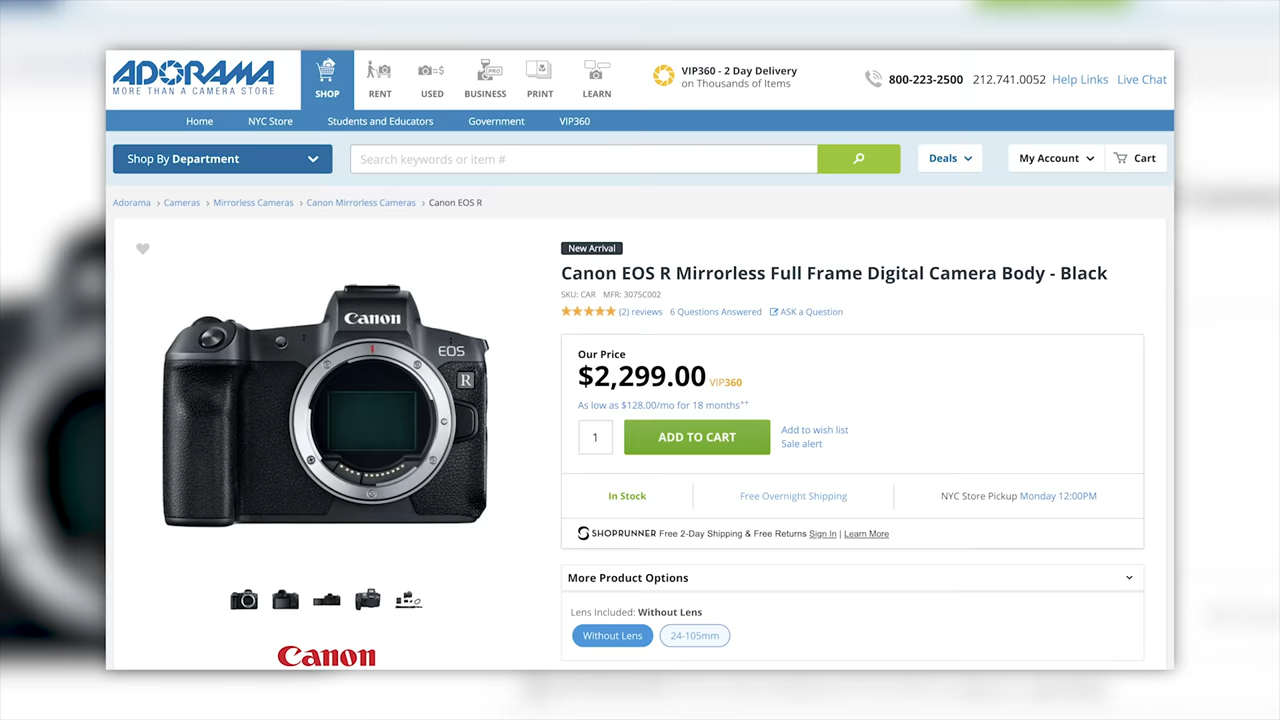 ADORAMA
MORE THAN A CAMERA STORE
SHOP
RENT
USED
BUSINESS
PRINT
LEARN
PRO
=$
VIP360 - 2 Day Delivery
on Thousands of Items
800-223-2500 212.741.0052 Help Links Live Chat
Home NYC Store Students and Educators Government VIP360
Shop By Department
Search keywords or item #
Deals
My Account
Cart
Adorama › Cameras › Mirrorless Cameras › Canon Mirrorless Cameras › Canon EOS R
New Arrival
Canon EOS R Mirrorless Full Frame Digital Camera Body - Black
SKU: CAR MFR: 3075C002
(2) reviews 6 Questions Answered ASK a Question
Canon
EOS
R
Our Price
$2,299.00 VIP360
As low as $128.00/mo for 18 months++
1
ADD TO CART
Add to wish list
Sale alert
In Stock
Free Overnight Shipping
NYC Store Pickup Monday 12:00PM
SHOPRUNNER Free 2-Day Shipping & Free Returns Sign In | Learn More
More Product Options
Lens Included: Without Lens
Without Lens
24-105mm
Canon